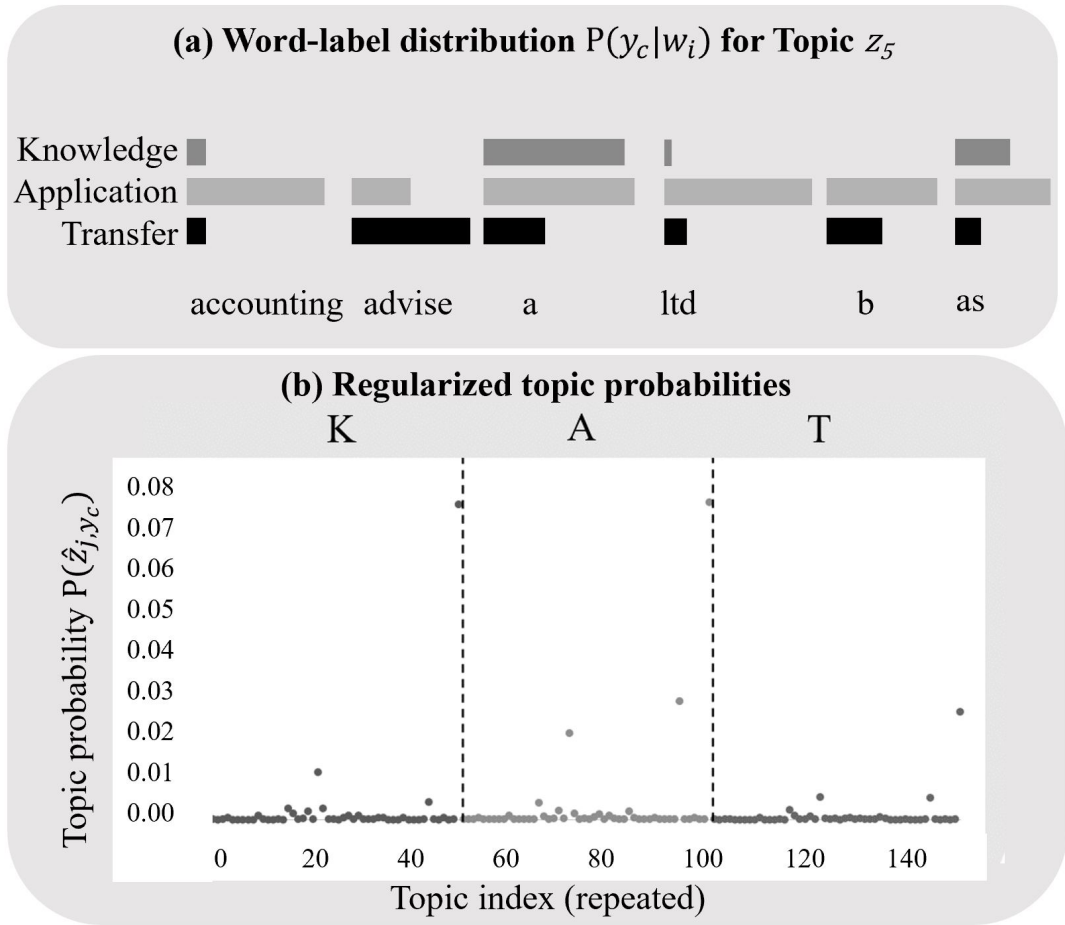 (a) Word-label distribution P(y_c|w_i) for Topic z_5
Knowledge
Application
Transfer
accounting advise a ltd b as
(b) Regularized topic probabilities
K A T
Topic probability P(ẑ_{j,y_c})
0.08
0.07
0.06
0.05
0.04
0.03
0.02
0.01
0.00
0 20 40 60 80 100 120 140
Topic index (repeated)